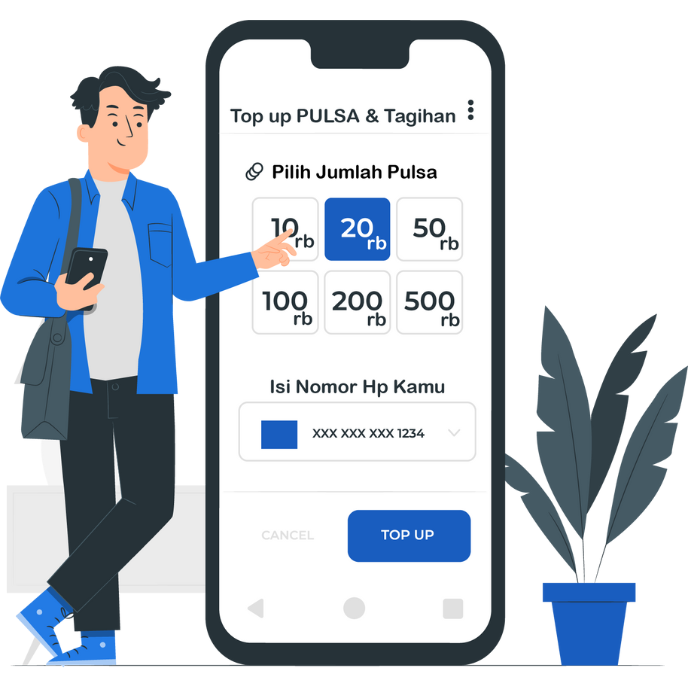 Top up PULSA & Tagihan
Pilih Jumlah Pulsa
10 rb 20 rb 50 rb
100 rb 200 rb 500 rb
Isi Nomor Hp Kamu
XXX XXX XXX 1234
CANCEL TOP UP